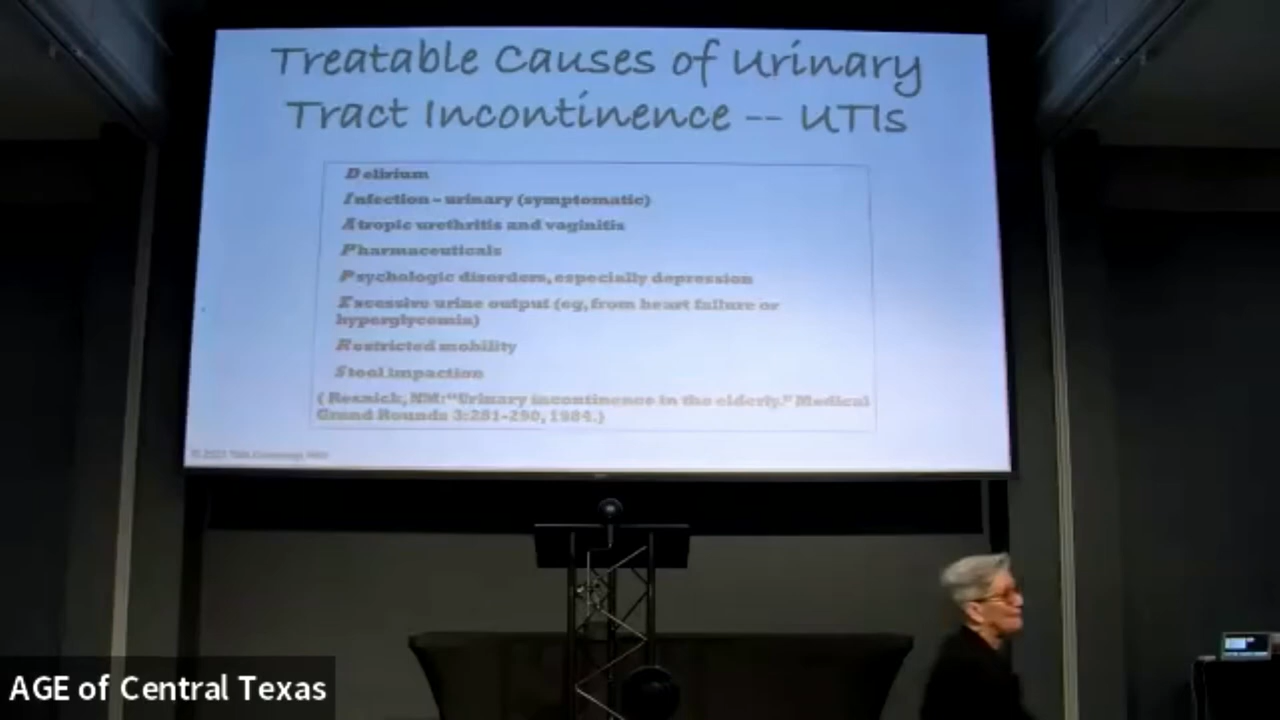 Treatable Causes of Urinary
Tract Incontinence -- UTIs
Delirium
Infection – urinary (symptomatic)
Atropic urethritis and vaginitis
Pharmaceuticals
Psychologic disorders, especially depression
Excessive urine output (eg, from heart failure or
hyperglycemia)
Restricted mobility
Stool impaction
( Resnick, NM: "Urinary incontinence in the elderly." Medical
Grand Rounds 3:281-290, 1984.)
AGE of Central Texas